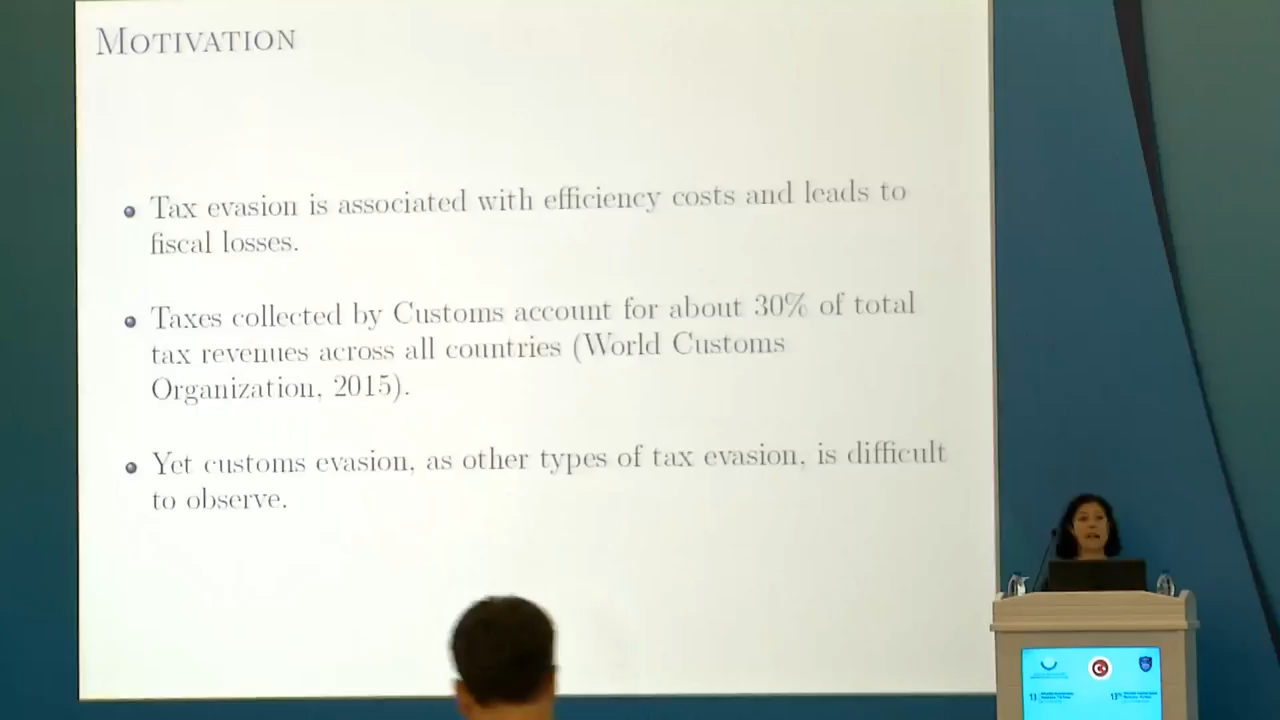 MOTIVATION
Tax evasion is associated with efficiency costs and leads to
fiscal losses.
Taxes collected by Customs account for about 30% of total
tax revenues across all countries (World Customs
Organization, 2015).
Yet customs evasion, as other types of tax evasion, is difficult
to observe.